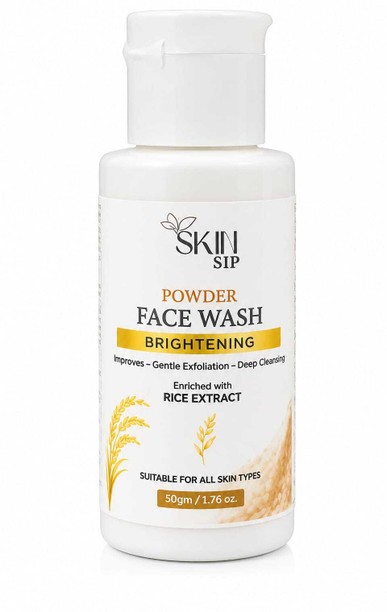 SKIN
SIP
POWDER
FACE WASH
BRIGHTENING
Improves – Gentle Exfoliation – Deep Cleansing
Enriched with
RICE EXTRACT
SUITABLE FOR ALL SKIN TYPES
50gm / 1.76 oz.